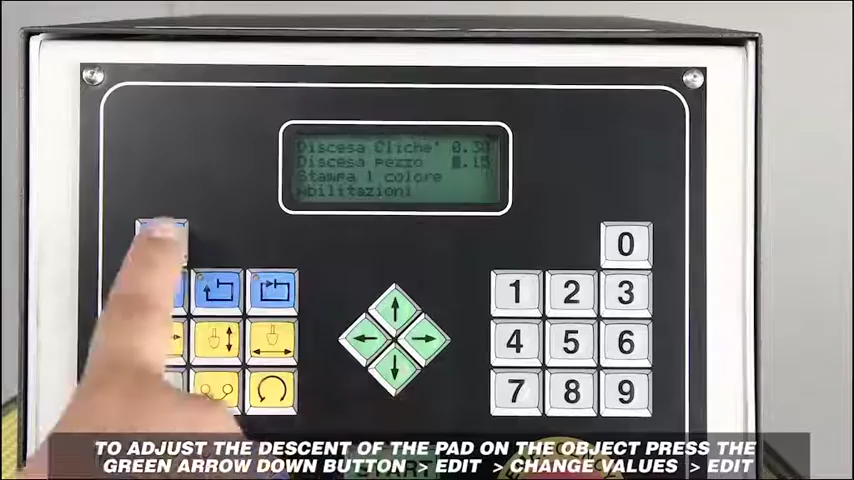 Discesa Cliche' 0.30
Discesa pezzo 0.15
Stampa 1 colore
Abilitazioni
0
1 2 3
4 5 6
7 8 9
START
TO ADJUST THE DESCENT OF THE PAD ON THE OBJECT PRESS THE
GREEN ARROW DOWN BUTTON > EDIT > CHANGE VALUES > EDIT